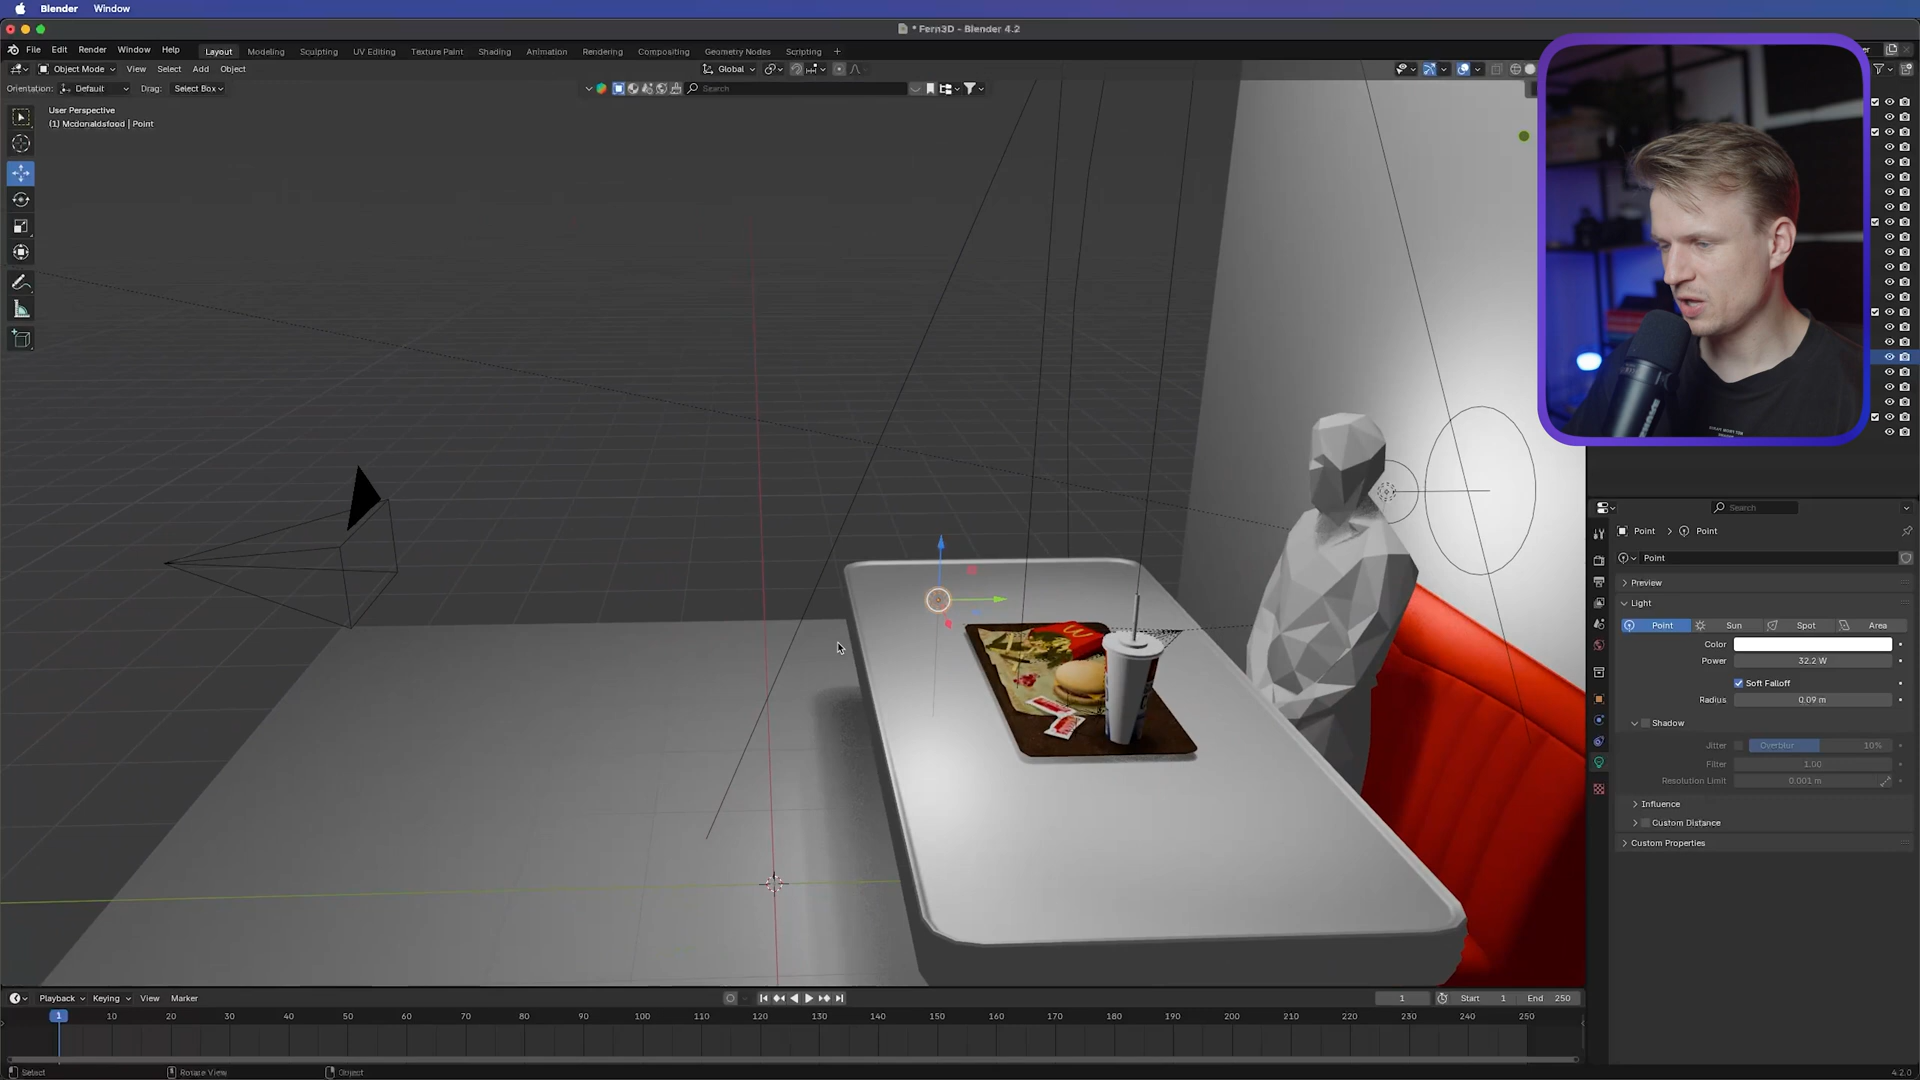 Blender Window
* Fern3D - Blender 4.2
File Edit Render Window Help Layout Modeling Sculpting UV Editing Texture Paint Shading Animation Rendering Compositing Geometry Nodes Scripting +
Object Mode View Select Add Object Global
Orientation: Default Drag: Select Box Search
User Perspective
(1) Mcdonaldsfood | Point
Search
Point > Point
Point
Preview
Light
Point Sun Spot Area
Color
Power 32.2 W
Soft Falloff
Radius 0.09 m
Shadow
Jitter Overblur 10%
Filter 1.00
Resolution Limit 0.001 m
Influence
Custom Distance
Custom Properties
Playback Keying View Marker 1 Start 1 End 250
1 10 20 30 40 50 60 70 80 90 100 110 120 130 140 150 160 170 180 190 200 210 220 230 240 250
Select Rotate View Object 4.2.0